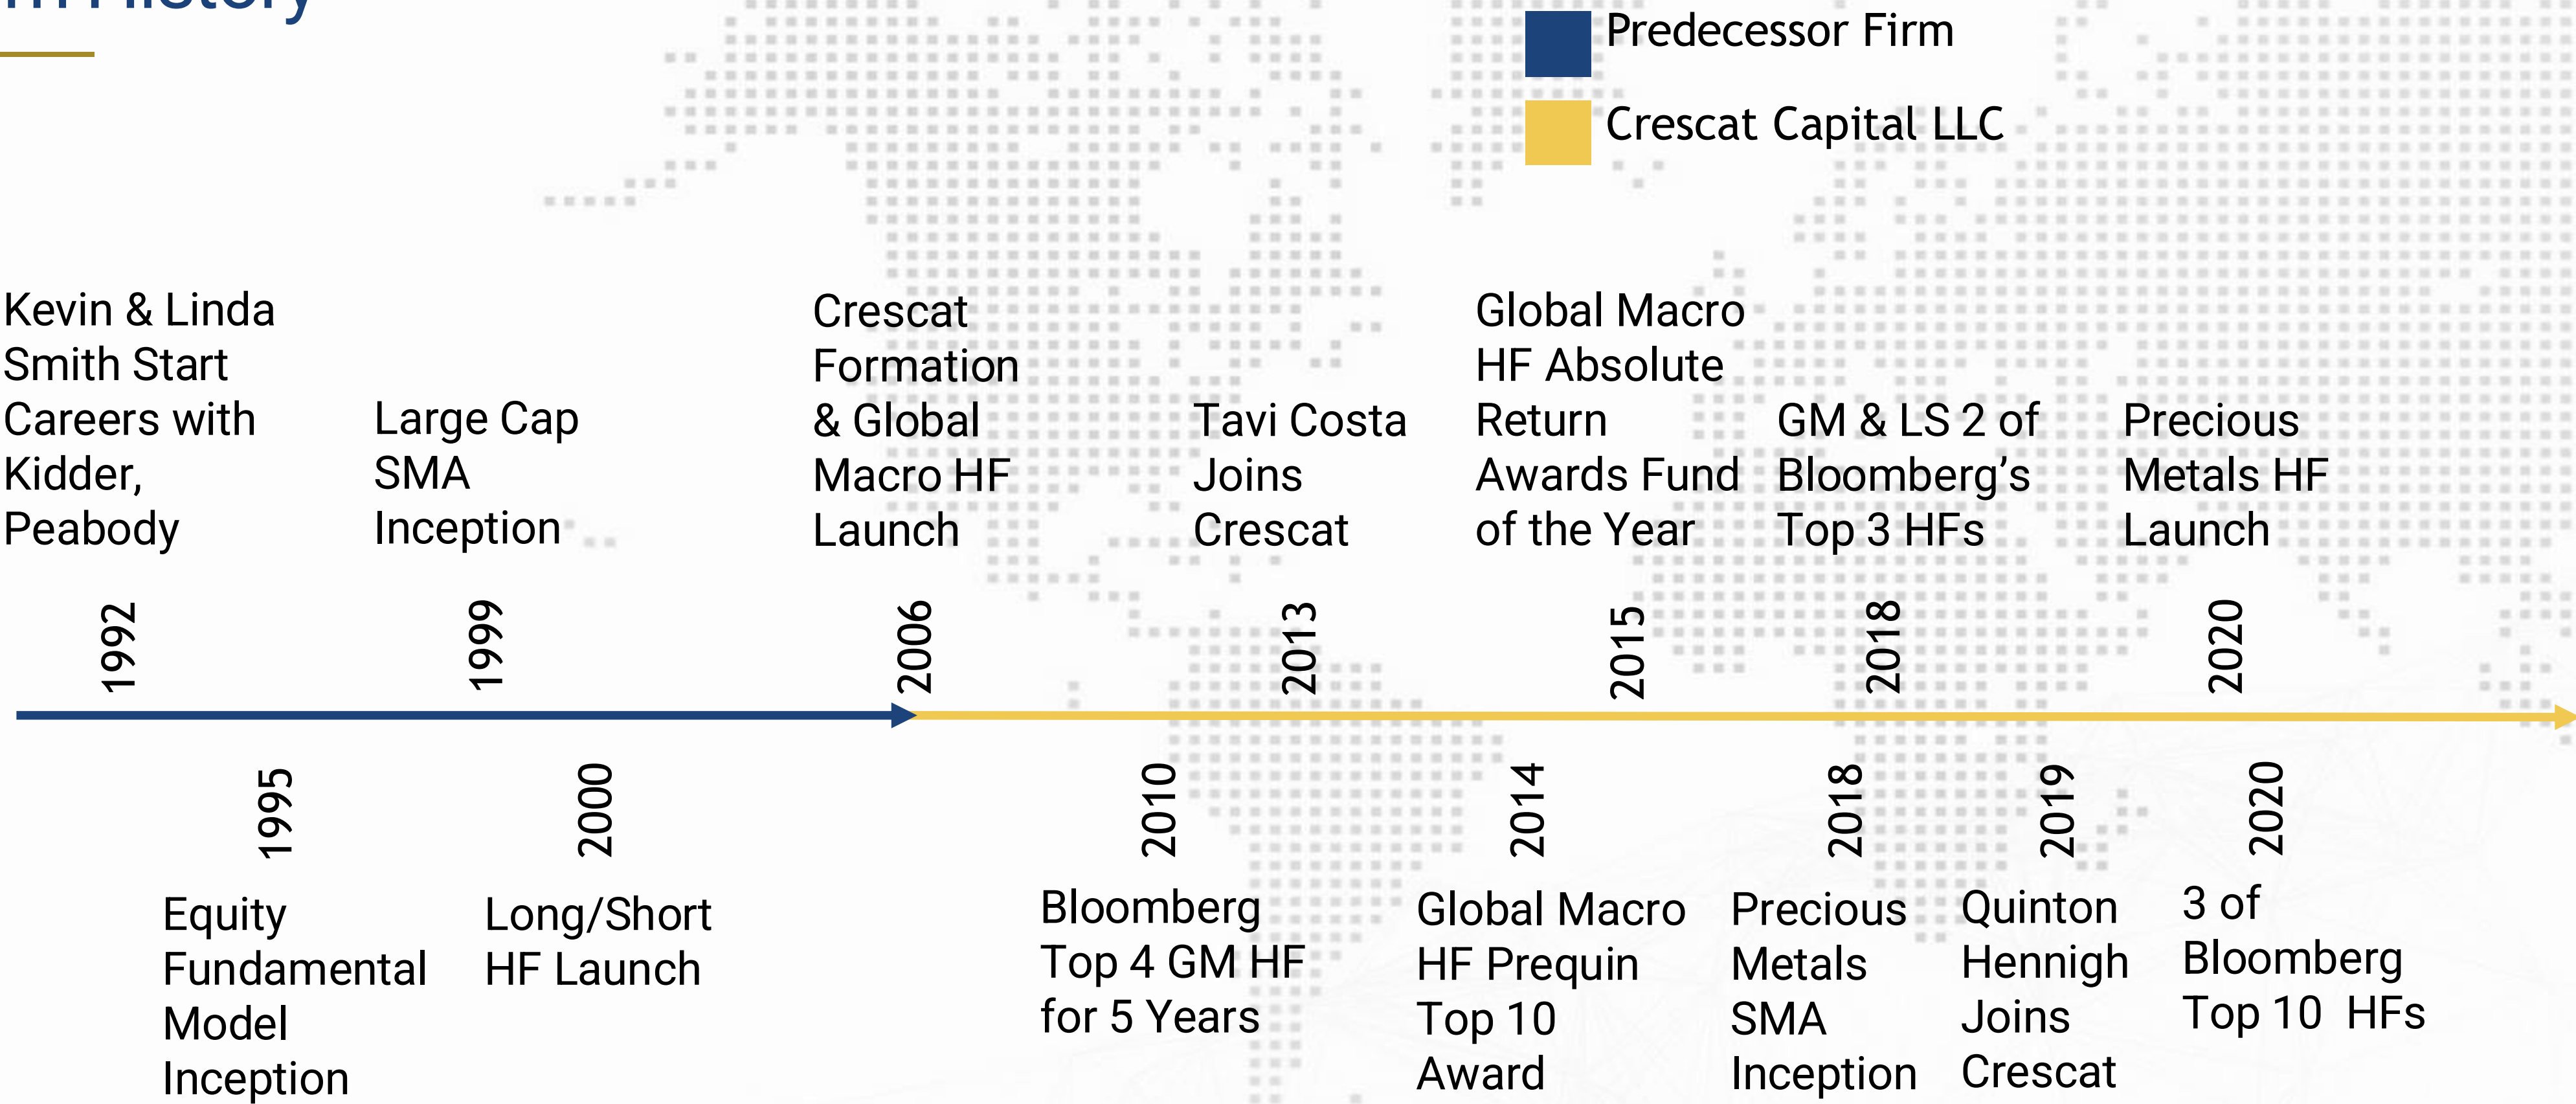 History
Predecessor Firm
Crescat Capital LLC
Kevin & Linda
Smith Start
Careers with
Kidder,
Peabody
Large Cap
SMA
Inception
Crescat
Formation
& Global
Macro HF
Launch
Tavi Costa
Joins
Crescat
Global Macro
HF Absolute
Return
Awards Fund
of the Year
GM & LS 2 of
Bloomberg’s
Top 3 HFs
Precious
Metals HF
Launch
1992
1999
2006
2013
2015
2018
2020
1995
2000
2010
2014
2018
2019
2020
Equity
Fundamental
Model
Inception
Long/Short
HF Launch
Bloomberg
Top 4 GM HF
for 5 Years
Global Macro
HF Prequin
Top 10
Award
Precious
Metals
SMA
Inception
Quinton
Hennigh
Joins
Crescat
3 of
Bloomberg
Top 10  HFs